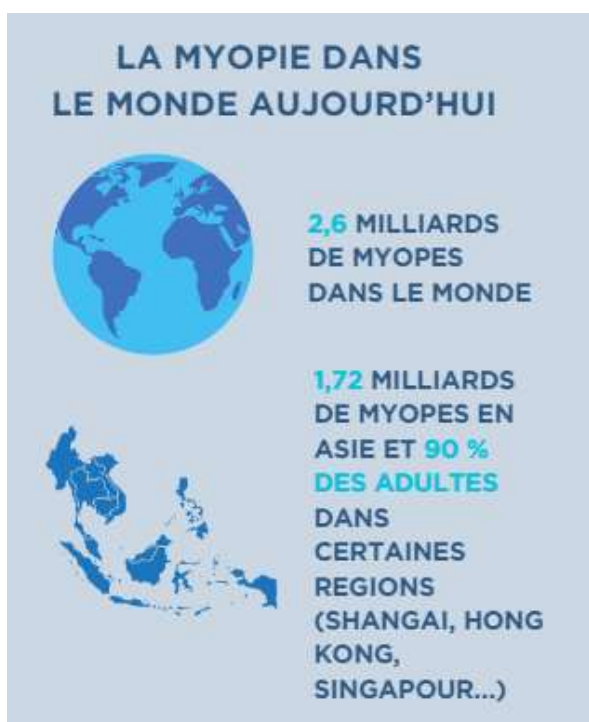 LA MYOPIE DANS
LE MONDE AUJOURD'HUI
2,6 MILLIARDS
DE MYOPES
DANS LE MONDE
1,72 MILLIARDS
DE MYOPES EN
ASIE ET 90 %
DES ADULTES
DANS
CERTAINES
REGIONS
(SHANGAI, HONG
KONG,
SINGAPOUR...)